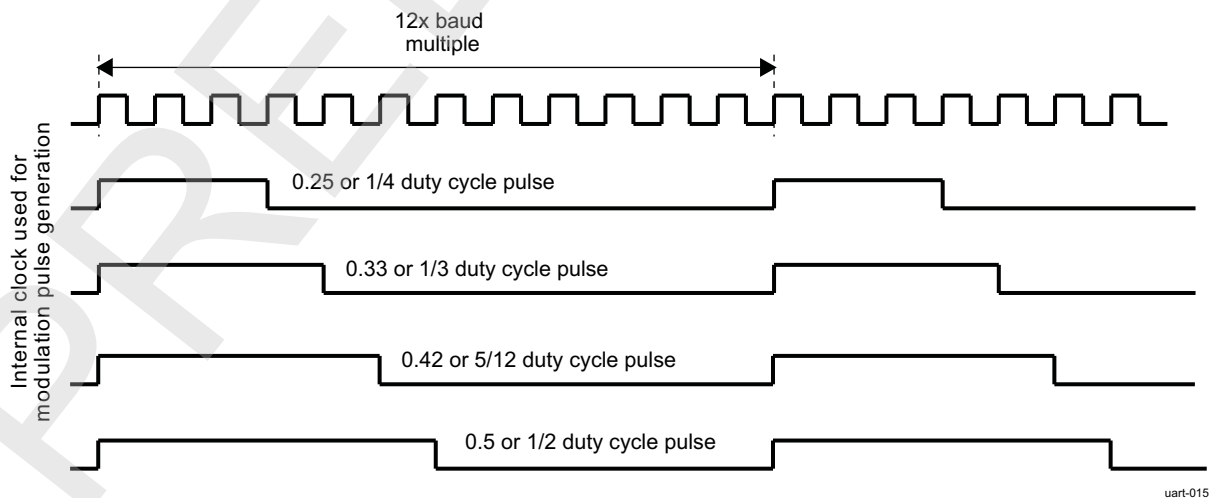 12x baud
multiple
Internal clock used for
modulation pulse generation
0.25 or 1/4 duty cycle pulse
0.33 or 1/3 duty cycle pulse
0.42 or 5/12 duty cycle pulse
0.5 or 1/2 duty cycle pulse
uart-015